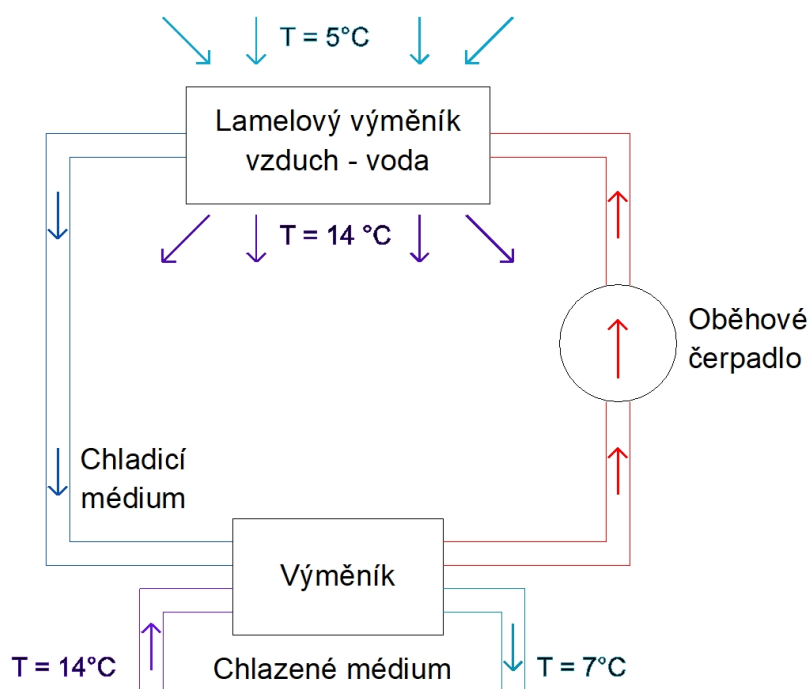 T = 5°C
Lamelový výměník
vzduch - voda
T = 14 °C
Oběhové
čerpadlo
Chladicí
médium
Výměník
T = 14°C
Chlazené médium
T = 7°C